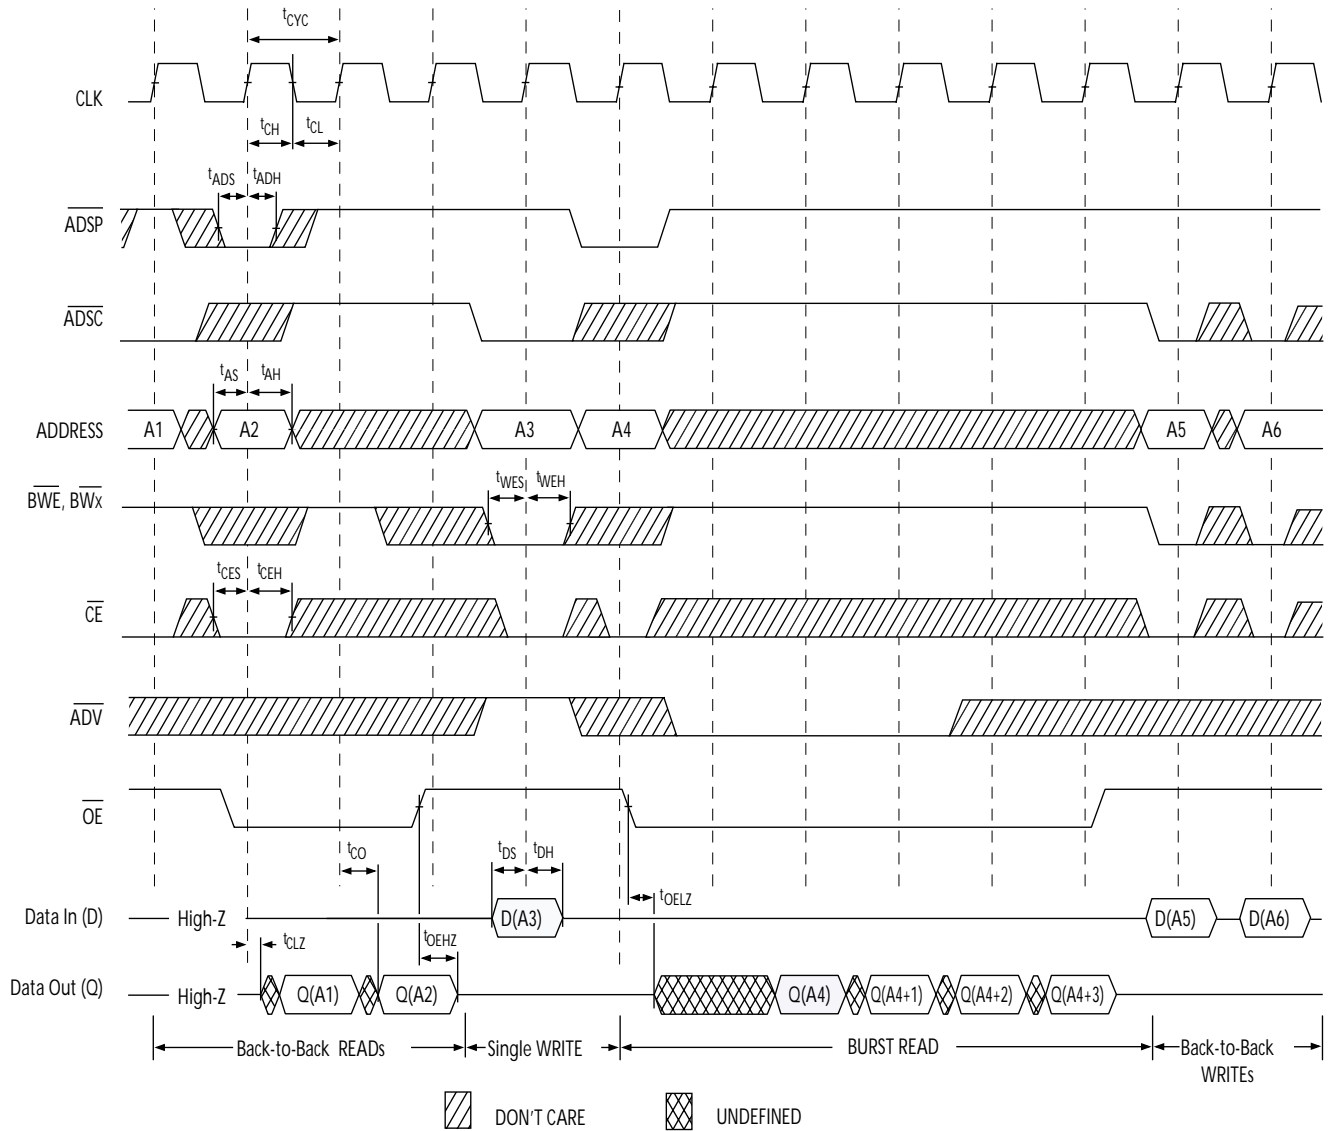 tCYC
CLK
tCH
tCL
tADS
tADH
ADSP
ADSC
tAS
tAH
ADDRESS
A1
A2
A3
A4
A5
A6
tWES
tWEH
BWE, BWx
tCES
tCEH
CE
ADV
OE
tCO
tDS
tDH
tOELZ
Data In (D)
High-Z
D(A3)
D(A5)
D(A6)
tCLZ
tOEHZ
Data Out (Q)
High-Z
Q(A1)
Q(A2)
Q(A4)
Q(A4+1)
Q(A4+2)
Q(A4+3)
Back-to-Back READs
Single WRITE
BURST READ
Back-to-Back
WRITEs
DON'T CARE
UNDEFINED